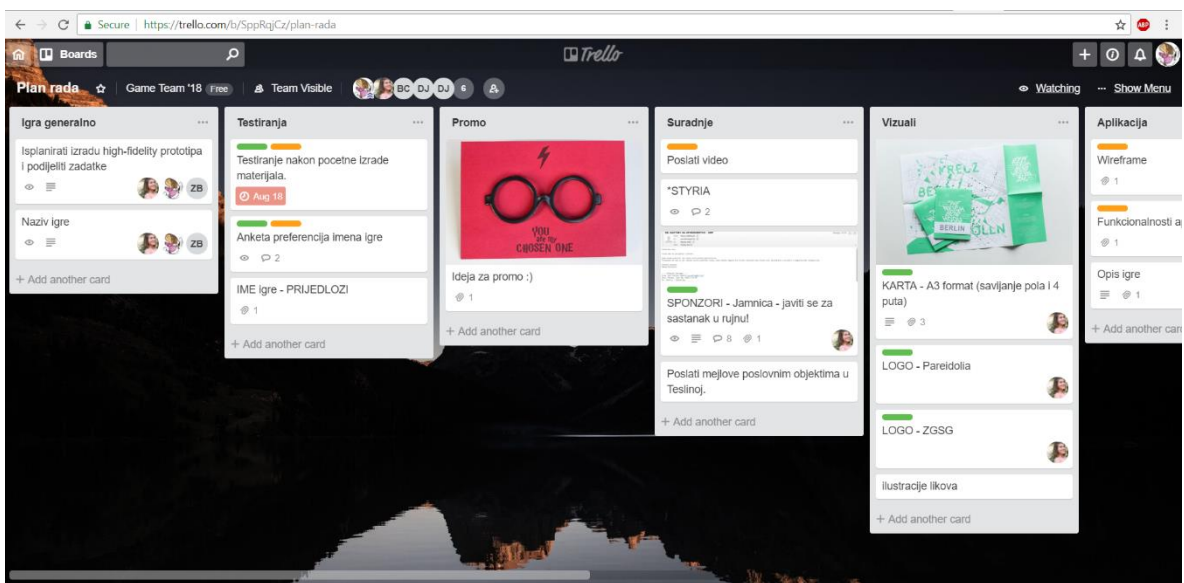 Secure | https://trello.com/b/SppRqjCz/plan-rada
ABP
Boards
Trello
Plan rada
Game Team '18 Free
Team Visible
BC DJ DJ 6
Watching
Show Menu
Igra generalno
Isplanirati izradu high-fidelity prototipa
i podijeliti zadatke
ZB
Naziv igre
ZB
+ Add another card
Testiranja
Testiranje nakon pocetne izrade
materijala.
Aug 18
Anketa preferencija imena igre
2
IME igre - PRIJEDLOZI
1
+ Add another card
Promo
YOU
are the
CHOSEN ONE
Ideja za promo :)
1
+ Add another card
Suradnje
Poslati video
*STYRIA
2
SPONZORI - Jamnica - javiti se za
sastanak u rujnu!
8 1
Poslati mejlove poslovnim objektima u
Teslinoj.
+ Add another card
Vizuali
KREUZ
BE
BERLIN
ÖLLN
KARTA - A3 format (savijanje pola i 4
puta)
3
LOGO - Pareidolia
LOGO - ZGSG
ilustracije likova
+ Add another card
Aplikacija
Wireframe
1
Funkcionalnosti a
1
Opis igre
1
+ Add another car